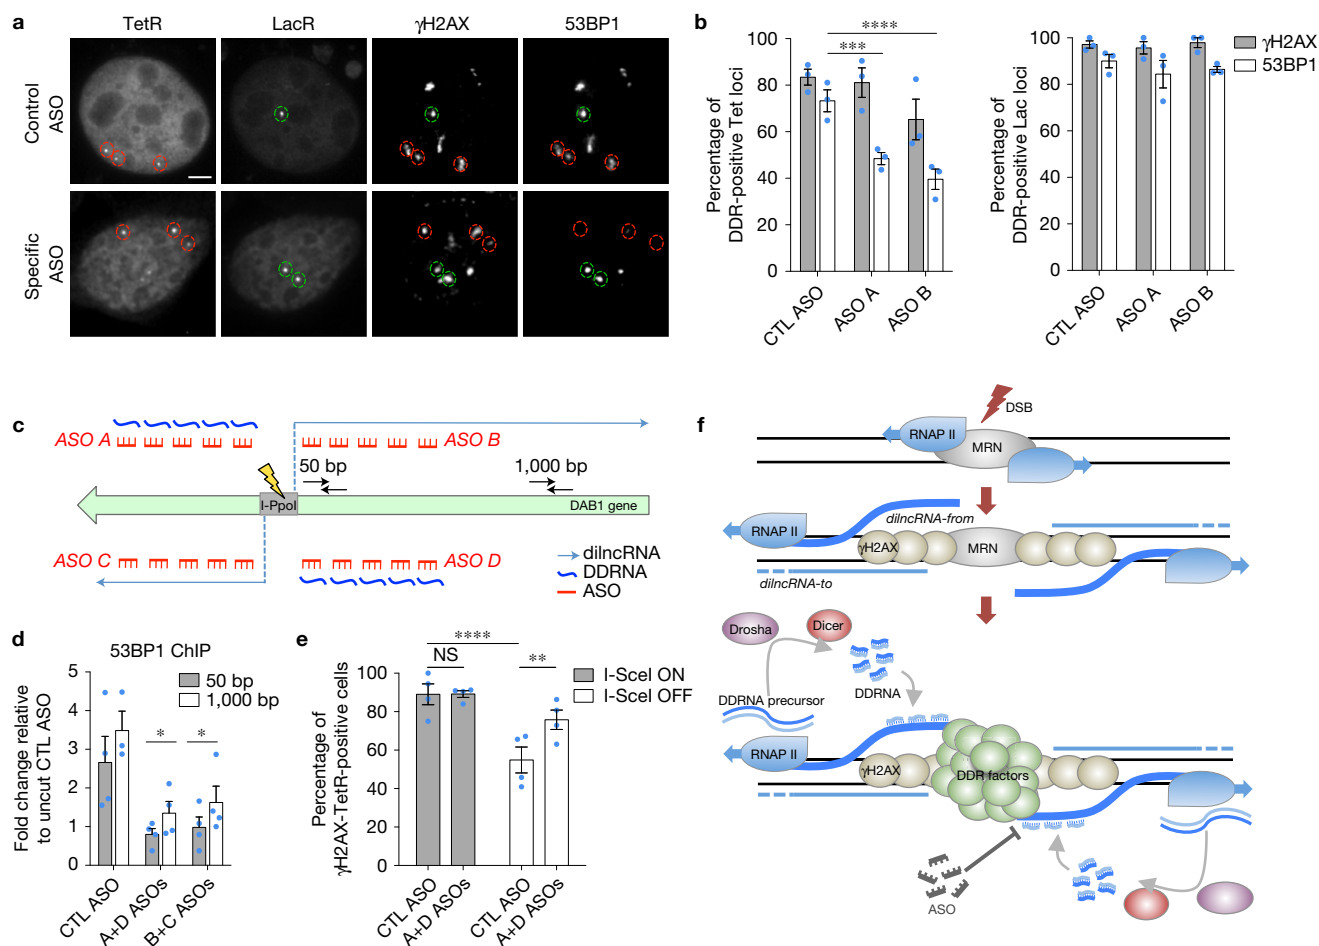 a
TetR LacR γH2AX 53BP1
Control
ASO
Specific
ASO
b
Percentage of
DDR-positive Tet loci
100
80
60
40
20
0
***
****
CTL ASO ASO A ASO B
Percentage of
DDR-positive Lac loci
100
80
60
40
20
0
CTL ASO ASO A ASO B
γH2AX
53BP1
c
ASO A
ASO B
50 bp
1,000 bp
I-PpoI
DAB1 gene
ASO C
ASO D
dilncRNA
DDRNA
ASO
d
53BP1 ChIP
50 bp
1,000 bp
Fold change relative
to uncut CTL ASO
5
4
3
2
1
0
* *
CTL ASO A+D ASOs B+C ASOs
e
Percentage of
γH2AX-TetR-positive cells
100
80
60
40
20
0
****
NS
**
I-SceI ON
I-SceI OFF
CTL ASO A+D ASOs CTL ASO A+D ASOs
f
DSB
RNAP II
MRN
dilncRNA-from
RNAP II
γH2AX
MRN
dilncRNA-to
Drosha
Dicer
DDRNA
DDRNA precursor
RNAP II
γH2AX
DDR factors
ASO